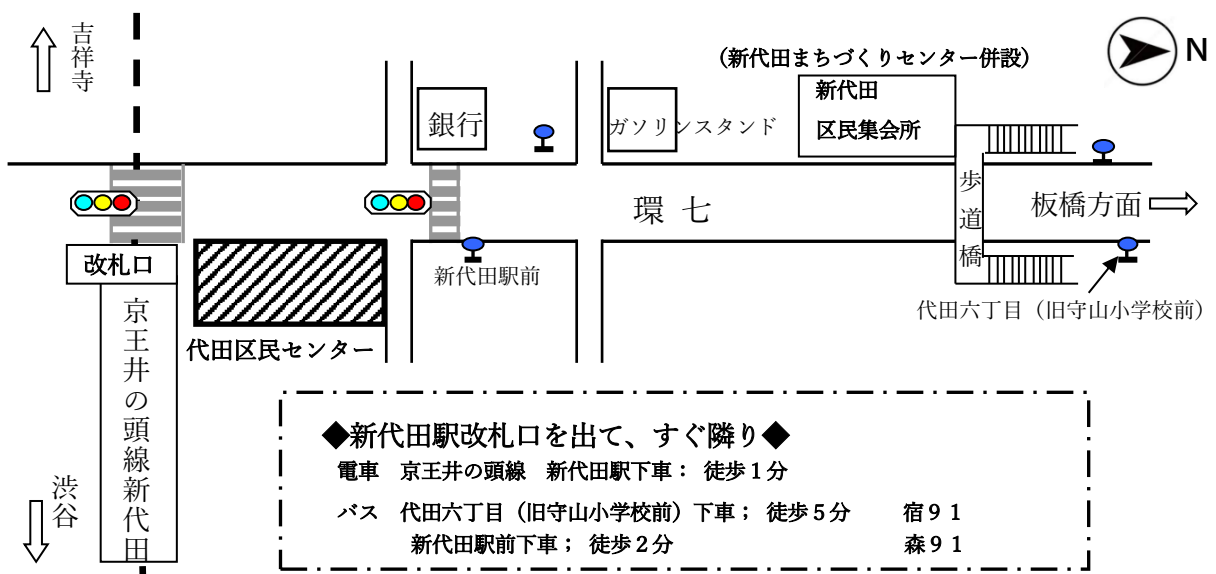 吉祥寺
(新代田まちづくりセンター併設)
N
銀行
ガソリンスタンド
新代田
区民集会所
環七
歩道橋
板橋方面
改札口
新代田駅前
代田六丁目（旧守山小学校前）
代田区民センター
京王井の頭線新代田
渋谷
◆新代田駅改札口を出て、すぐ隣り◆
電車　京王井の頭線　新代田駅下車：　徒歩１分
バス　代田六丁目（旧守山小学校前）下車；　徒歩５分　　宿９１
新代田駅前下車；　徒歩２分　　森９１